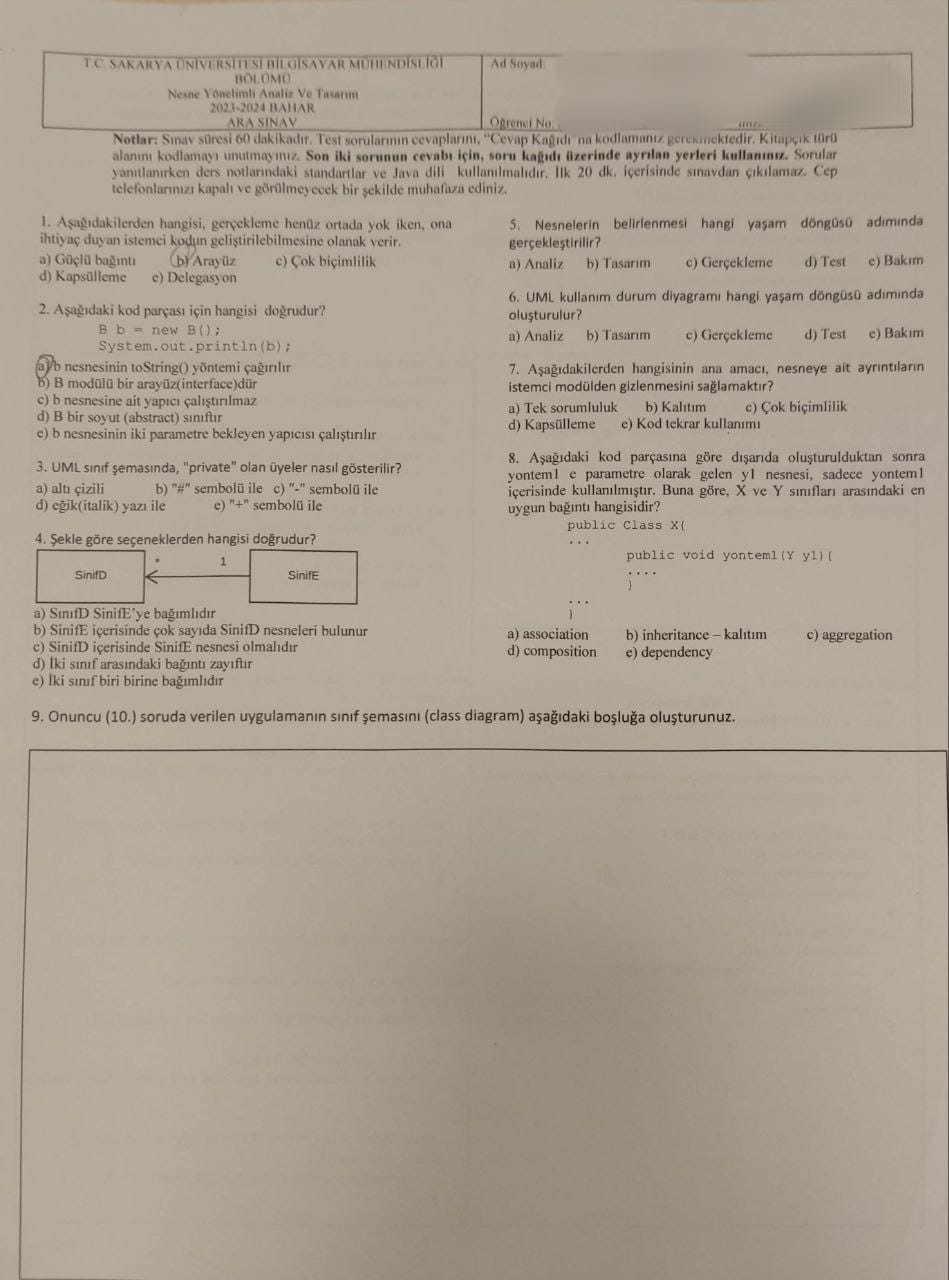 T.C. SAKARYA ÜNİVERSİTESİ BİLGİSAYAR MÜHENDİSLİĞİ
BÖLÜMÜ
Nesne Yönelimli Analiz Ve Tasarım
2023-2024 BAHAR
ARA SINAV
Ad Soyad:
Öğrenci No:
Notlar: Sınav süresi 60 dakikadır. Test sorularının cevaplarını, "Cevap Kağıdı na kodlamanız gerekmektedir. Kitapçık türü
alanını kodlamayı unutmayınız. Son iki sorunun cevabı için, soru kağıdı üzerinde ayrılan yerleri kullanınız. Sorular
yanıtlanırken ders notlarındaki standartlar ve Java dili kullanılmalıdır. İlk 20 dk. içerisinde sınavdan çıkılamaz. Cep
telefonlarınızı kapalı ve görülmeyecek bir şekilde muhafaza ediniz.
1. Aşağıdakilerden hangisi, gerçekleme henüz ortada yok iken, ona
ihtiyaç duyan istemci kodun geliştirilebilmesine olanak verir.
a) Güçlü bağıntı b) Arayüz c) Çok biçimlilik
d) Kapsülleme e) Delegasyon
2. Aşağıdaki kod parçası için hangisi doğrudur?
B b = new B();
System.out.println(b);
a) b nesnesinin toString() yöntemi çağırılır
b) B modülü bir arayüz(interface)dür
c) b nesnesine ait yapıcı çalıştırılmaz
d) B bir soyut (abstract) sınıftır
e) b nesnesinin iki parametre bekleyen yapıcısı çalıştırılır
3. UML sınıf şemasında, "private" olan üyeler nasıl gösterilir?
a) altı çizili b) "#" sembolü ile c) "-" sembolü ile
d) eğik(italik) yazı ile e) "+" sembolü ile
4. Şekle göre seçeneklerden hangisi doğrudur?
SinifD * 1 SinifE
a) SınıfD SinifE'ye bağımlıdır
b) SinifE içerisinde çok sayıda SinifD nesneleri bulunur
c) SinifD içerisinde SinifE nesnesi olmalıdır
d) İki sınıf arasındaki bağıntı zayıftır
e) İki sınıf biri birine bağımlıdır
5. Nesnelerin belirlenmesi hangi yaşam döngüsü adımında
gerçekleştirilir?
a) Analiz b) Tasarım c) Gerçekleme d) Test e) Bakım
6. UML kullanım durum diyagramı hangi yaşam döngüsü adımında
oluşturulur?
a) Analiz b) Tasarım c) Gerçekleme d) Test e) Bakım
7. Aşağıdakilerden hangisinin ana amacı, nesneye ait ayrıntıların
istemci modülden gizlenmesini sağlamaktır?
a) Tek sorumluluk b) Kalıtım c) Çok biçimlilik
d) Kapsülleme e) Kod tekrar kullanımı
8. Aşağıdaki kod parçasına göre dışarıda oluşturulduktan sonra
yontem1 e parametre olarak gelen y1 nesnesi, sadece yontem1
içerisinde kullanılmıştır. Buna göre, X ve Y sınıfları arasındaki en
uygun bağıntı hangisidir?
public Class X{
...
public void yontem1(Y y1){
....
}
...
}
a) association b) inheritance – kalıtım c) aggregation
d) composition e) dependency
9. Onuncu (10.) soruda verilen uygulamanın sınıf şemasını (class diagram) aşağıdaki boşluğa oluşturunuz.